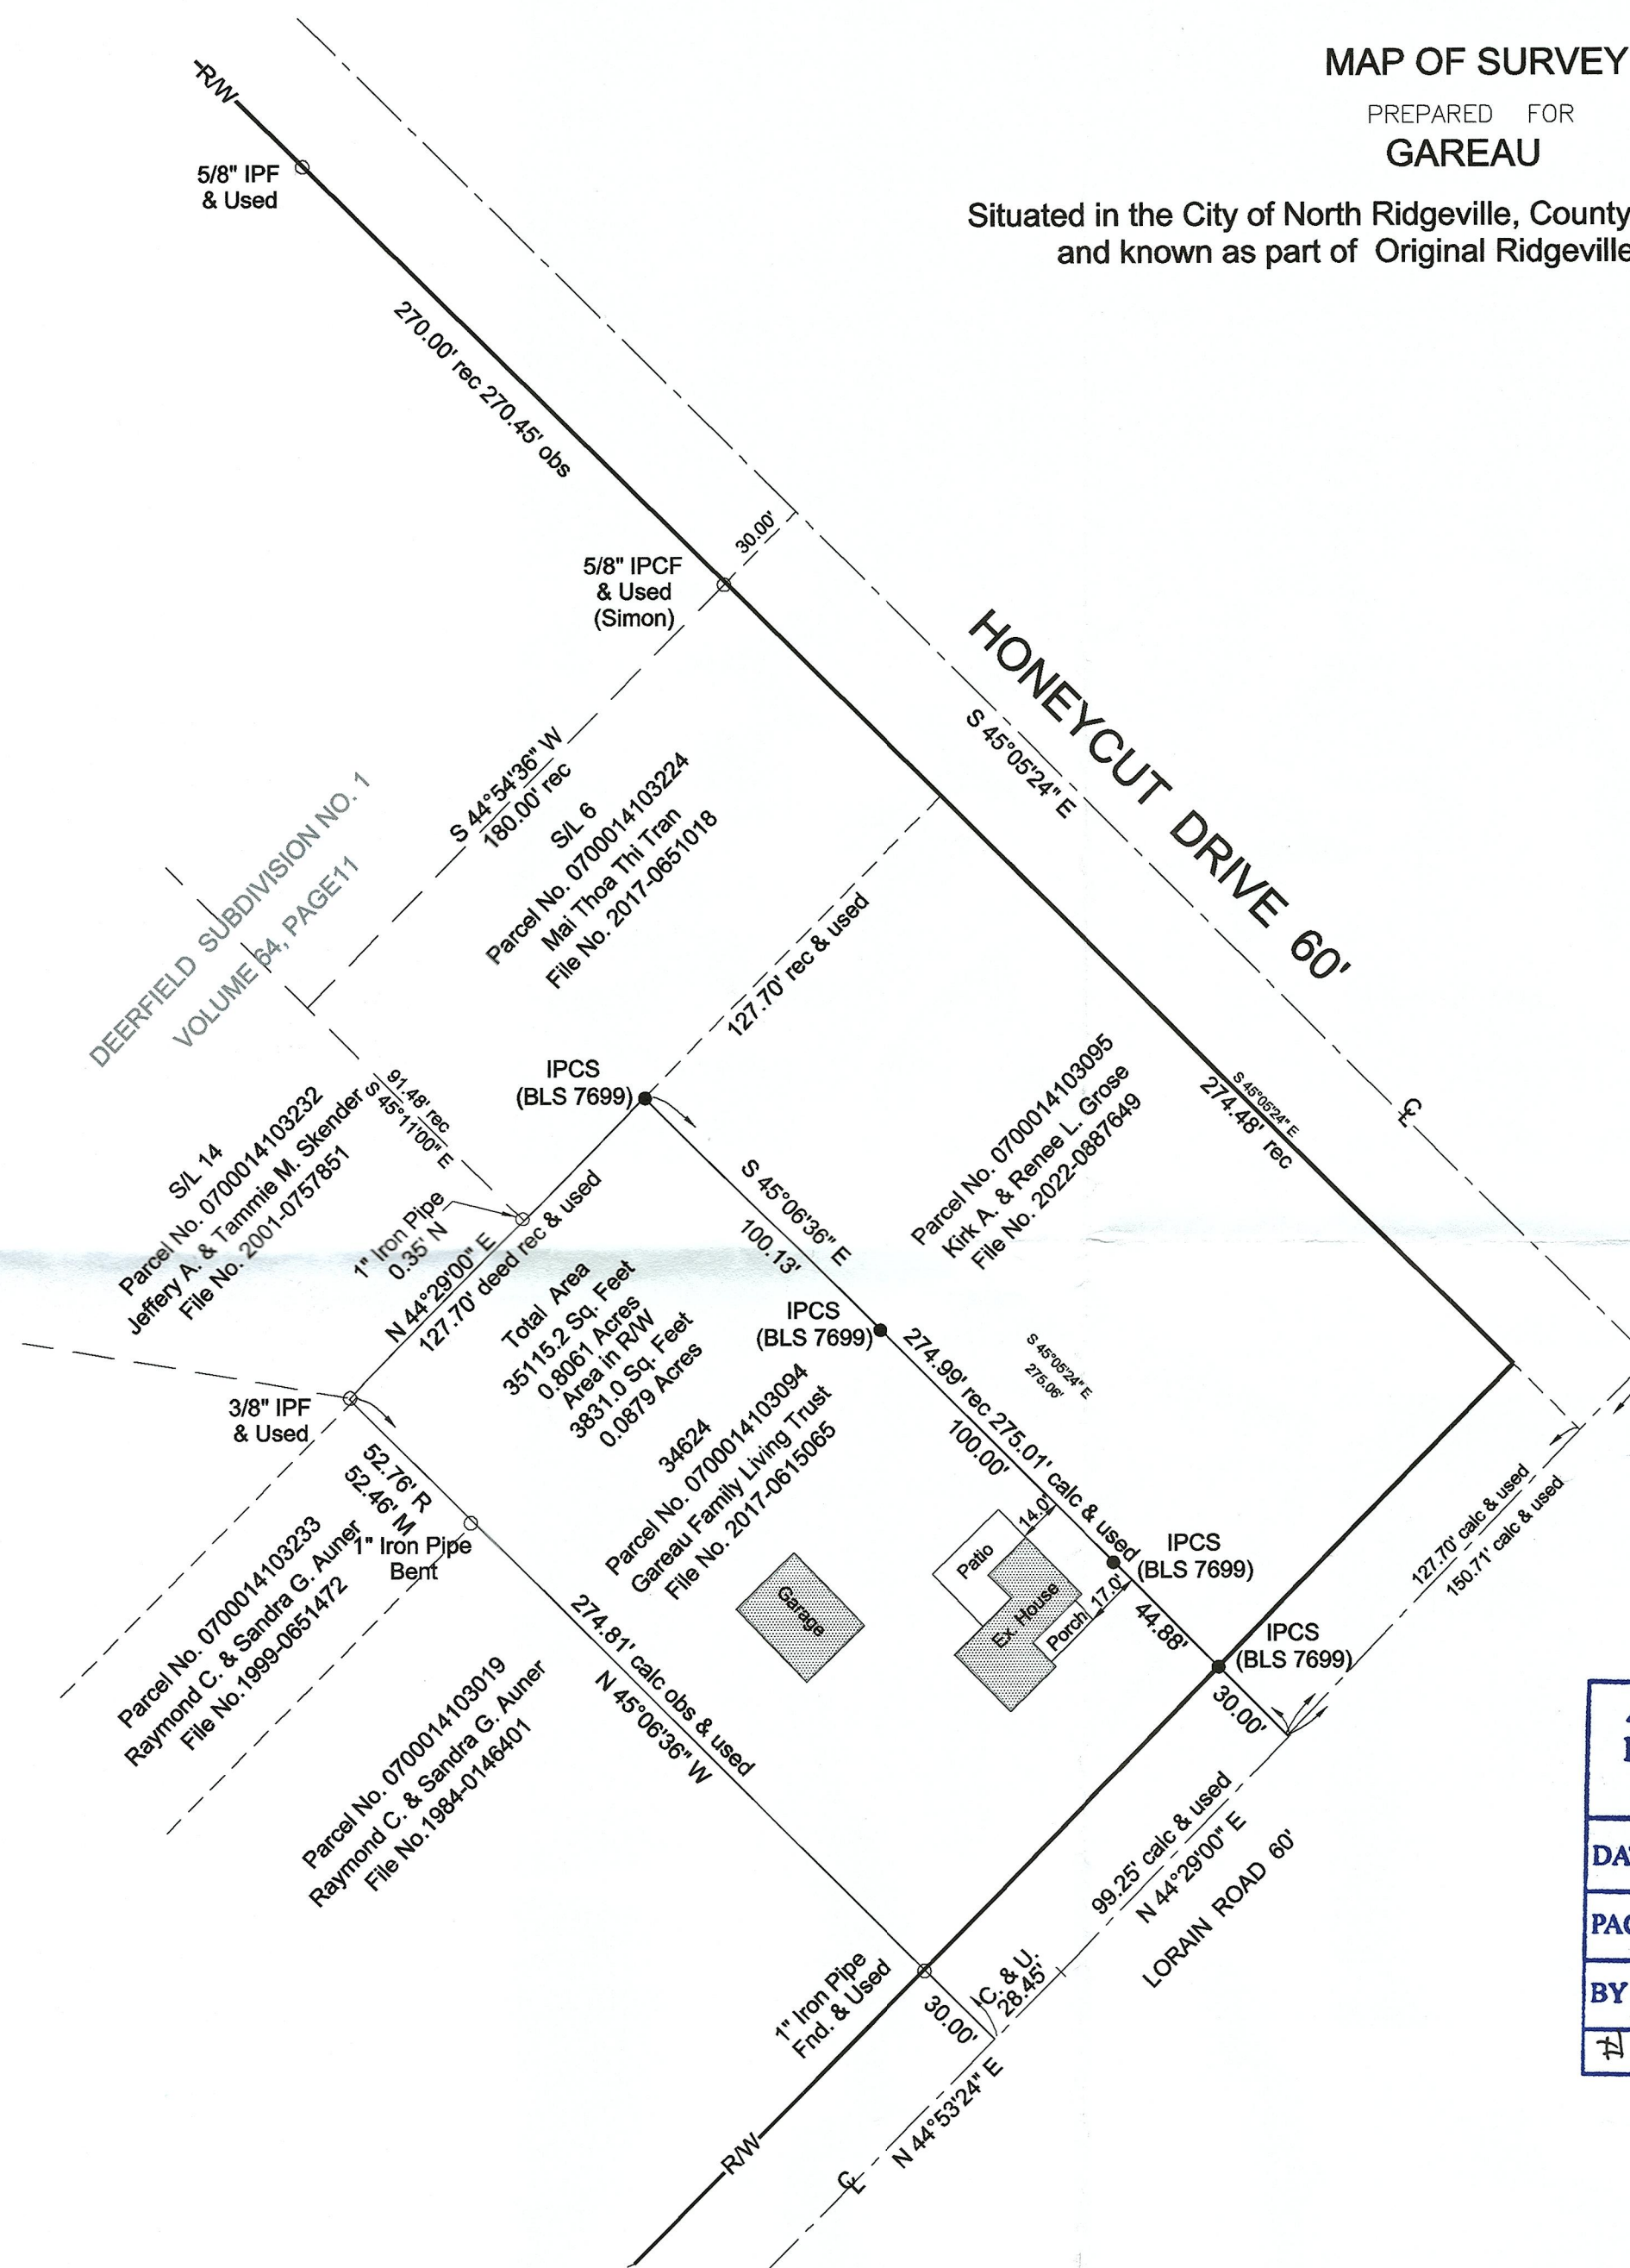 MAP OF SURVEY
PREPARED FOR
GAREAU
Situated in the City of North Ridgeville, County
and known as part of Original Ridgeville
R/W
5/8" IPF
& Used
270.00' rec 270.45' obs
30.00'
5/8" IPCF
& Used
(Simon)
HONEYCUT DRIVE 60'
S 45°05'24" E
S 44°54'36" W
180.00' rec
S/L 6
Parcel No. 0700014103224
Mai Thoa Thi Tran
File No. 2017-0651018
DEERFIELD SUBDIVISION NO. 1
VOLUME 64, PAGE11
127.70' rec & used
IPCS
(BLS 7699)
91.48' rec
S 45°11'00" E
S/L 14
Parcel No. 0700014103232
Jeffery A. & Tammie M. Skender
File No. 2001-0757851
1" Iron Pipe
0.35' N
N 44°29'00" E
127.70' deed rec & used
S 45°06'36" E
100.13'
Parcel No. 0700014103095
Kirk A. & Renee L. Grose
File No. 2022-0887649
S 45°05'24" E
274.48' rec
CL
Total Area
35115.2 Sq. Feet
0.8061 Acres
Area in R/W
3831.0 Sq. Feet
0.0879 Acres
IPCS
(BLS 7699)
274.99' rec 275.01' calc & used
100.00'
S 45°05'24" E
275.06'
3/8" IPF
& Used
52.76' R
52.46' M
1" Iron Pipe
Bent
34624
Parcel No. 0700014103094
Gareau Family Living Trust
File No. 2017-0615065
14.0'
Patio
Garage
Ex. House
Porch
17.0'
IPCS
(BLS 7699)
44.88'
127.70' calc & used
150.71' calc & used
Parcel No. 0700014103233
Raymond C. & Sandra G. Auner
File No.1999-0651472
274.81' calc obs & used
N 45°06'36" W
IPCS
(BLS 7699)
30.00'
Parcel No. 0700014103019
Raymond C. & Sandra G. Auner
File No.1984-0146401
99.25' calc & used
N 44°29'00" E
LORAIN ROAD 60'
1" Iron Pipe
Fnd. & Used
30.00'
C. & U.
28.45'
N 44°53'24" E
R/W
CL
DA
PA
BY